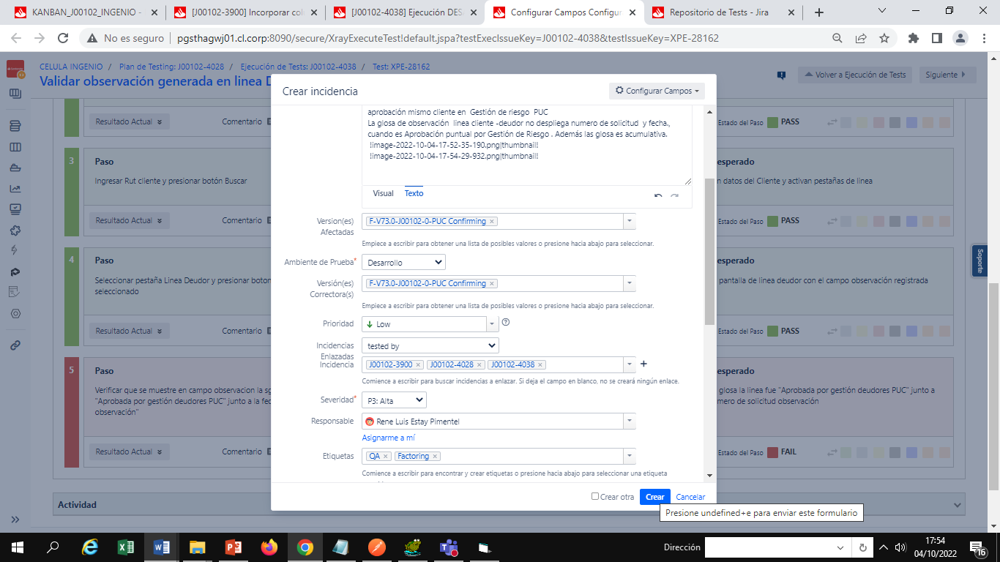 KANBAN_J00102_INGENIO -
[J00102-3900] Incorporar col
[J00102-4038] Ejecución DESA
Configurar Campos Configur
Repositorio de Tests - Jira
No es seguro
pgsthagwj01.cl.corp:8090/secure/XrayExecuteTest!default.jspa?testExecIssueKey=J00102-4038&testIssueKey=XPE-28162
CELULA INGENIO / Plan de Testing: J00102-4028 / Ejecución de Tests: J00102-4038 / Test: XPE-28162
Validar observación generada en linea D
Volver a Ejecución de Tests
Siguiente
Crear incidencia
Configurar Campos
aprobación mismo cliente en Gestión de riesgo PUC
La glosa de observación linea cliente -deudor no despliega numero de solicitud y fecha.,
cuando es Aprobación puntual por Gestión de Riesgo . Además las glosa es acumulativa.
!image-2022-10-04-17-52-35-190.png|thumbnail!
!image-2022-10-04-17-54-29-932.png|thumbnail!
Visual
Texto
Version(es)
Afectadas
F-V73.0-J00102-0-PUC Confirming ×
Empiece a escribir para obtener una lista de posibles valores o presione hacia abajo para seleccionar.
Ambiente de Prueba*
Desarrollo
Versión(es)
Correctora(s)
F-V73.0-J00102-0-PUC Confirming ×
Empiece a escribir para obtener una lista de posibles valores o presione hacia abajo para seleccionar.
Prioridad
Low
Incidencias
Enlazadas
tested by
Incidencia
J00102-3900 × J00102-4028 × J00102-4038 ×
Comience a escribir para buscar incidencias a enlazar. Si deja el campo en blanco, no se creará ningún enlace.
Severidad*
P3: Alta
Responsable
Rene Luis Estay Pimentel
Asignarme a mí
Etiquetas
QA × Factoring ×
Comience a escribir para encontrar y crear etiquetas o presione hacia abajo para seleccionar una etiqueta
Crear otra
Crear
Cancelar
Presione undefined+e para enviar este formulario
Resultado Actual
Comentario
Estado del Paso
PASS
3
Paso
Ingresar Rut cliente y presionar botón Buscar
esperado
n datos del Cliente y activan pestañas de linea
Resultado Actual
Comentario
Estado del Paso
PASS
4
Paso
Seleccionar pestaña Linea Deudor y presionar boton
seleccionado
esperado
pantalla de línea deudor con el campo observación registrada
Resultado Actual
Comentario
Estado del Paso
PASS
5
Paso
Verificar que se muestre en campo observacion la sg
"Aprobada por gestión deudores PUC" junto a la fec
observación"
esperado
glosa la linea fue "Aprobada por gestión deudores PUC" junto a
mero de solicitud observación
Resultado Actual
Comentario
Estado del Paso
FAIL
Actividad
Soporte
Dirección
17:54
04/10/2022
16